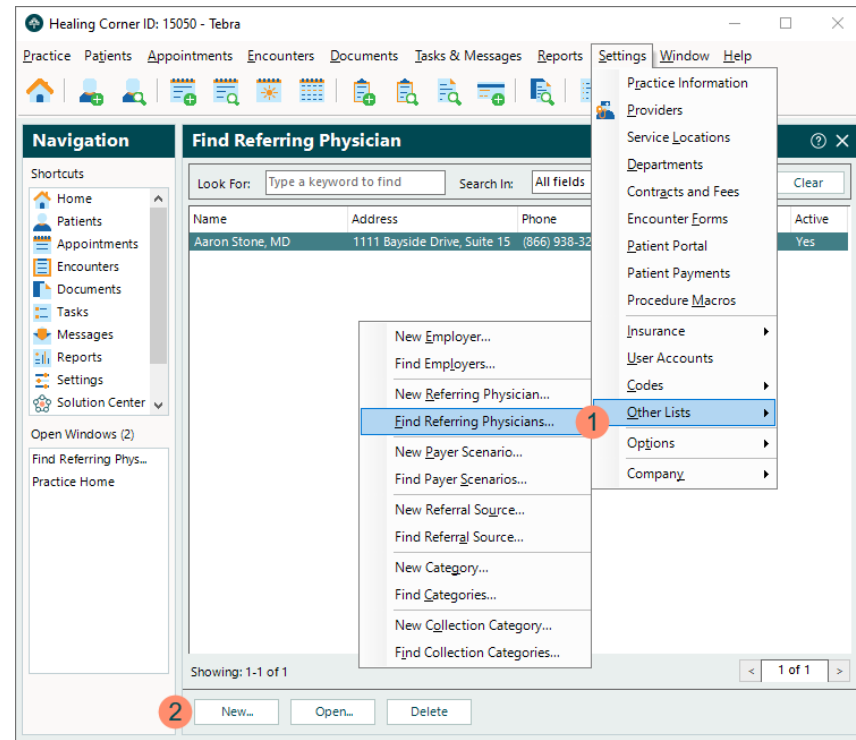 Healing Corner ID: 15050 - Tebra
Practice Patients Appointments Encounters Documents Tasks & Messages Reports Settings Window Help
Navigation
Shortcuts
Home
Patients
Appointments
Encounters
Documents
Tasks
Messages
Reports
Settings
Solution Center
Open Windows (2)
Find Referring Phys...
Practice Home
Find Referring Physician
Look For: Type a keyword to find Search In: All fields Clear
Name Address Phone Active
Aaron Stone, MD 1111 Bayside Drive, Suite 15 (866) 938-32 Yes
Practice Information
Providers
Service Locations
Departments
Contracts and Fees
Encounter Forms
Patient Portal
Patient Payments
Procedure Macros
Insurance
User Accounts
Codes
1 Other Lists
Options
Company
New Employer...
Find Employers...
New Referring Physician...
Find Referring Physicians...
New Payer Scenario...
Find Payer Scenarios...
New Referral Source...
Find Referral Source...
New Category...
Find Categories...
New Collection Category...
Find Collection Categories...
Showing: 1-1 of 1
< 1 of 1 >
2 New... Open... Delete